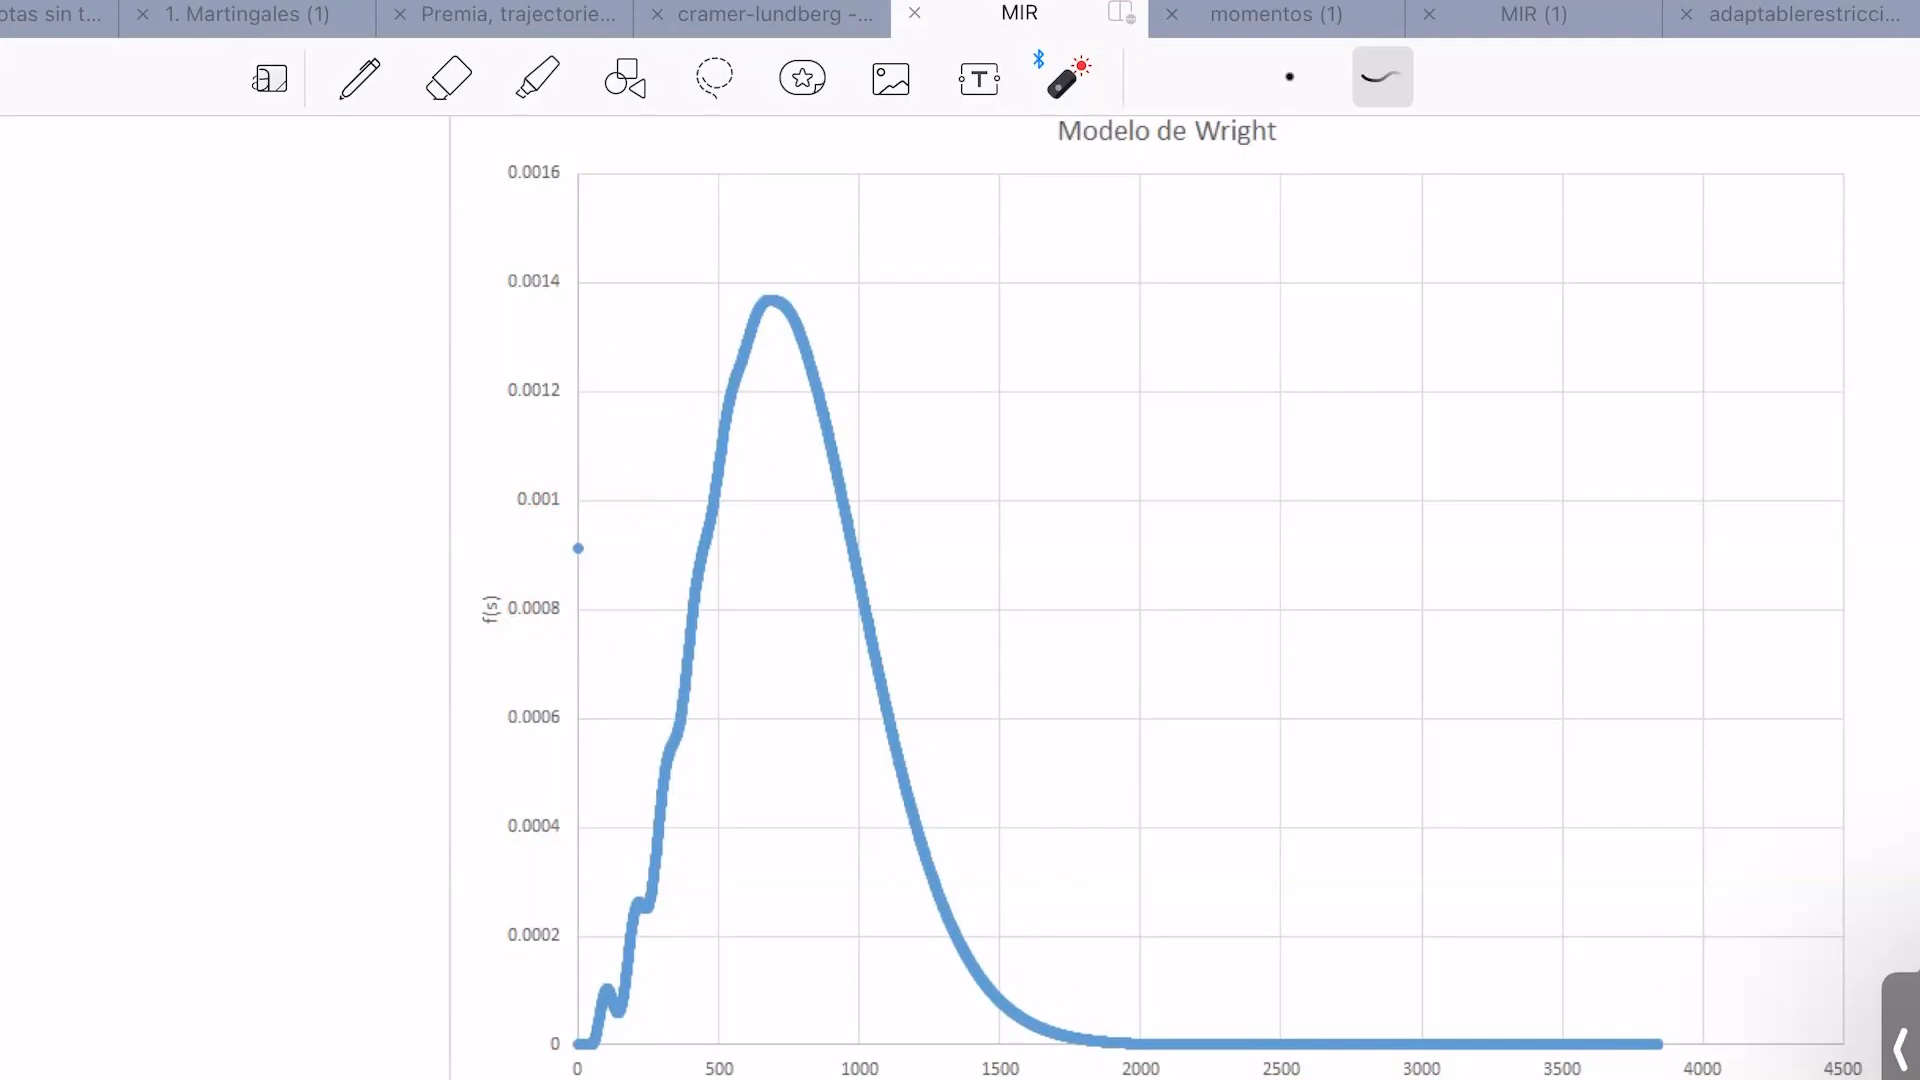 otas sin t...
1. Martingales (1)
Premia, trajectorie...
cramer-lundberg -...
MIR
momentos (1)
MIR (1)
adaptablerestricci...
T
Modelo de Wright
0.0016
0.0014
0.0012
0.001
0.0008
0.0006
0.0004
0.0002
0
f(s)
0 500 1000 1500 2000 2500 3000 3500 4000 4500